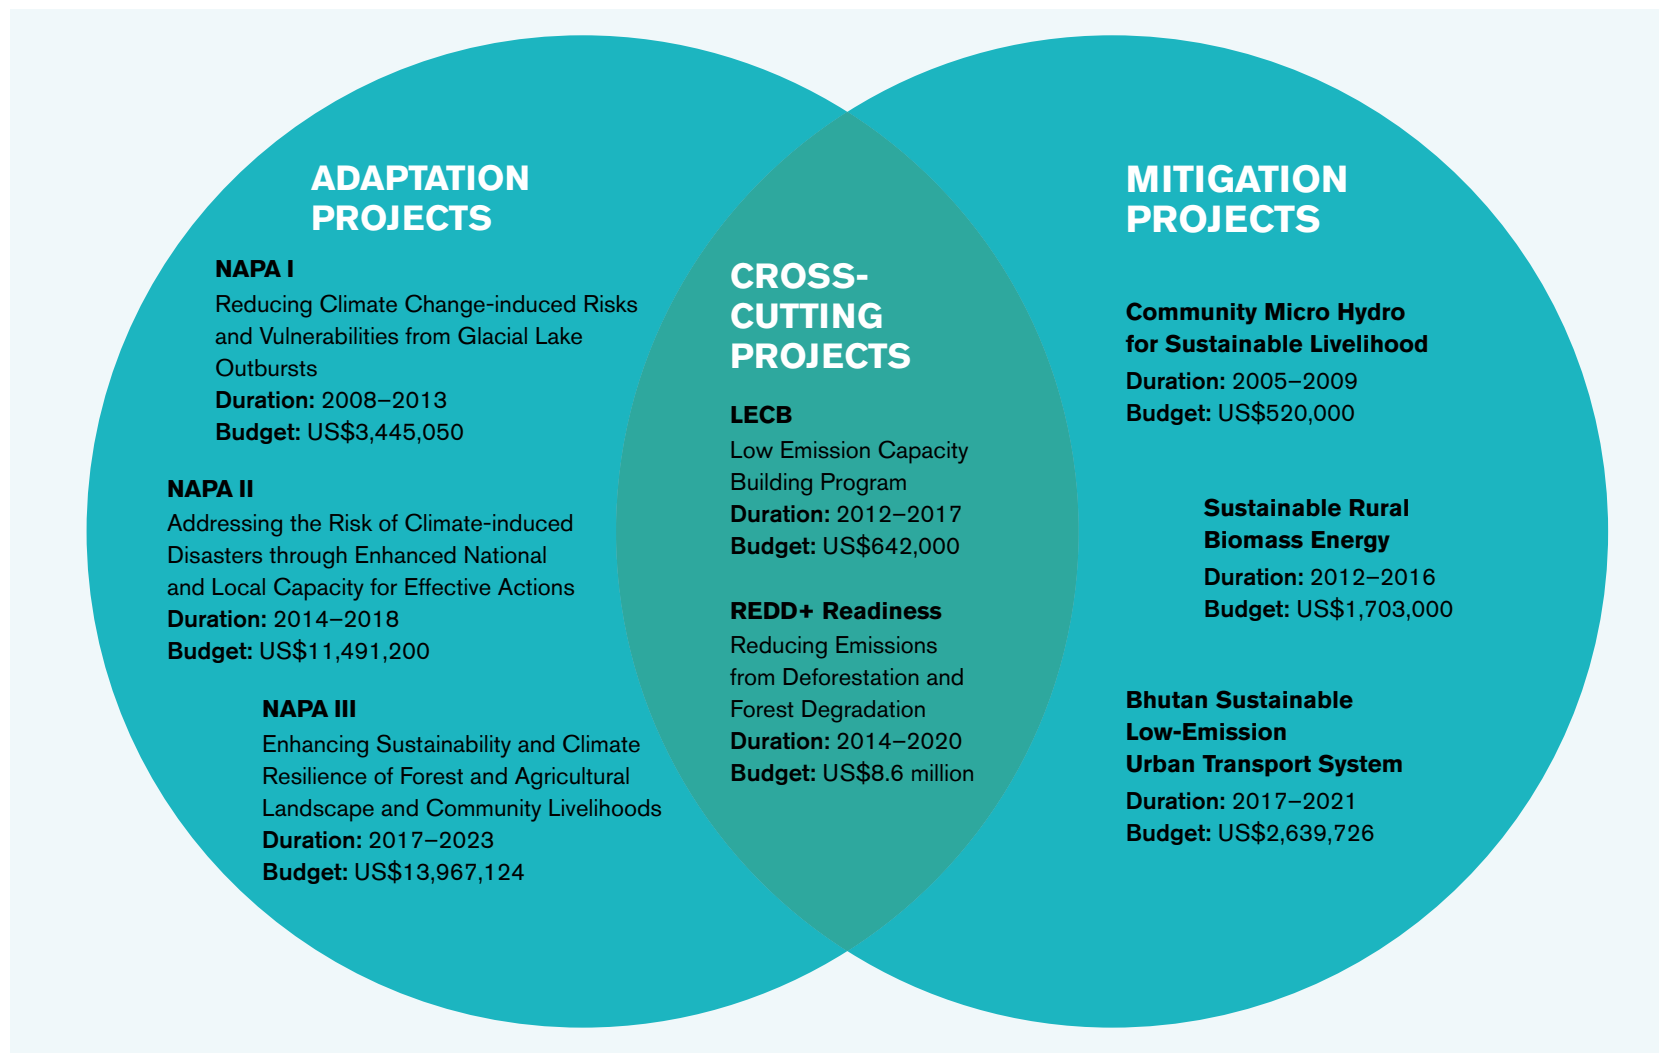 ADAPTATION
PROJECTS
NAPA I
Reducing Climate Change-induced Risks
and Vulnerabilities from Glacial Lake
Outbursts
Duration: 2008–2013
Budget: US$3,445,050
NAPA II
Addressing the Risk of Climate-induced
Disasters through Enhanced National
and Local Capacity for Effective Actions
Duration: 2014–2018
Budget: US$11,491,200
NAPA III
Enhancing Sustainability and Climate
Resilience of Forest and Agricultural
Landscape and Community Livelihoods
Duration: 2017–2023
Budget: US$13,967,124
CROSS-
CUTTING
PROJECTS
LECB
Low Emission Capacity
Building Program
Duration: 2012–2017
Budget: US$642,000
REDD+ Readiness
Reducing Emissions
from Deforestation and
Forest Degradation
Duration: 2014–2020
Budget: US$8.6 million
MITIGATION
PROJECTS
Community Micro Hydro
for Sustainable Livelihood
Duration: 2005–2009
Budget: US$520,000
Sustainable Rural
Biomass Energy
Duration: 2012–2016
Budget: US$1,703,000
Bhutan Sustainable
Low-Emission
Urban Transport System
Duration: 2017–2021
Budget: US$2,639,726